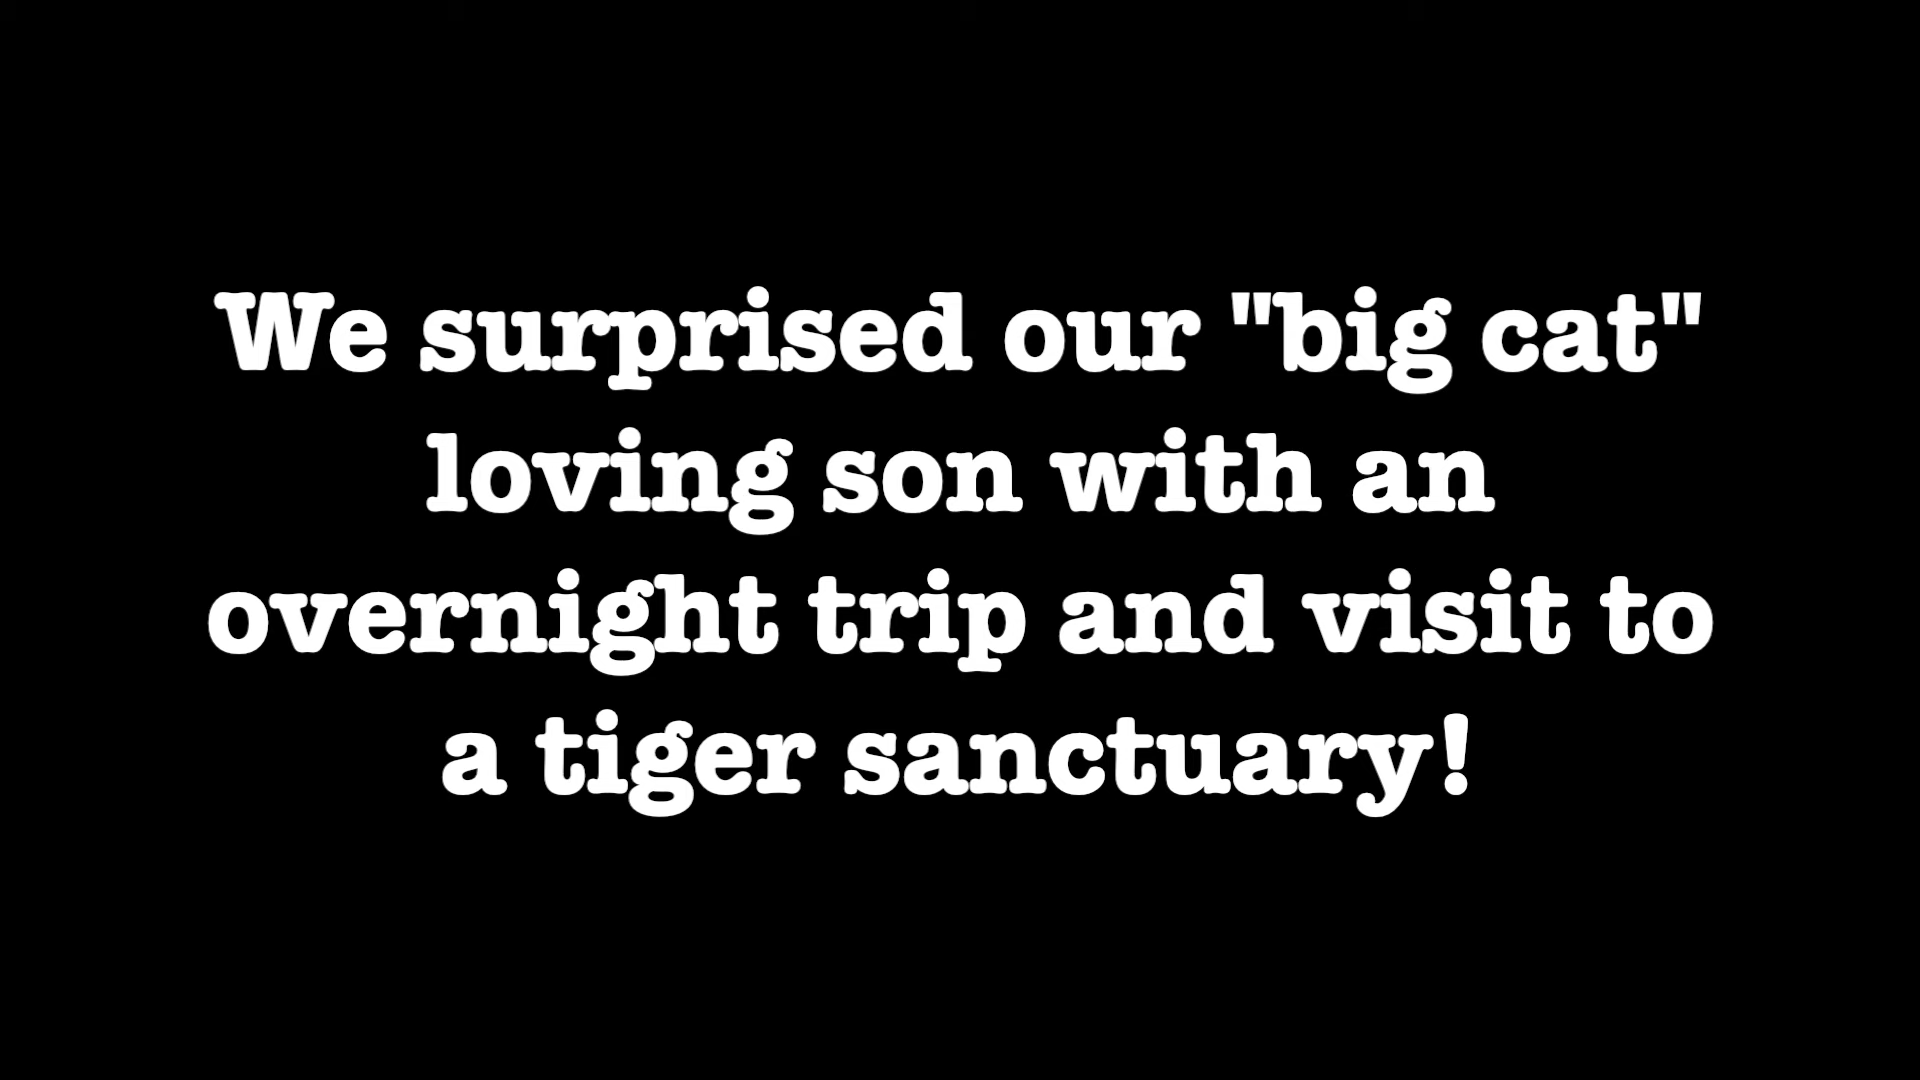 We surprised our "big cat"
loving son with an
overnight trip and visit to
a tiger sanctuary!